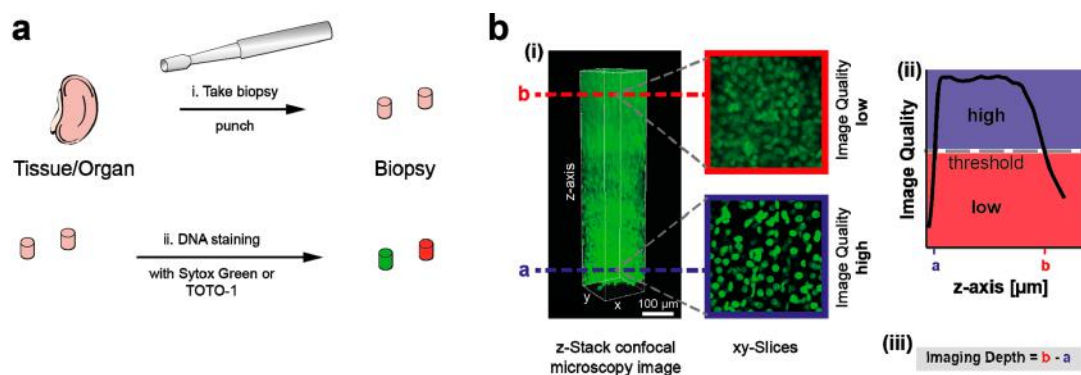 a
i. Take biopsy
punch
Tissue/Organ
Biopsy
ii. DNA staining
with Sytox Green or
TOTO-1
b
(i)
b
z-axis
a
y
x
100 µm
z-Stack confocal
microscopy image
Image Quality
low
Image Quality
high
xy-Slices
(ii)
Image Quality
high
threshold
low
a
b
z-axis [µm]
(iii)
Imaging Depth = b - a